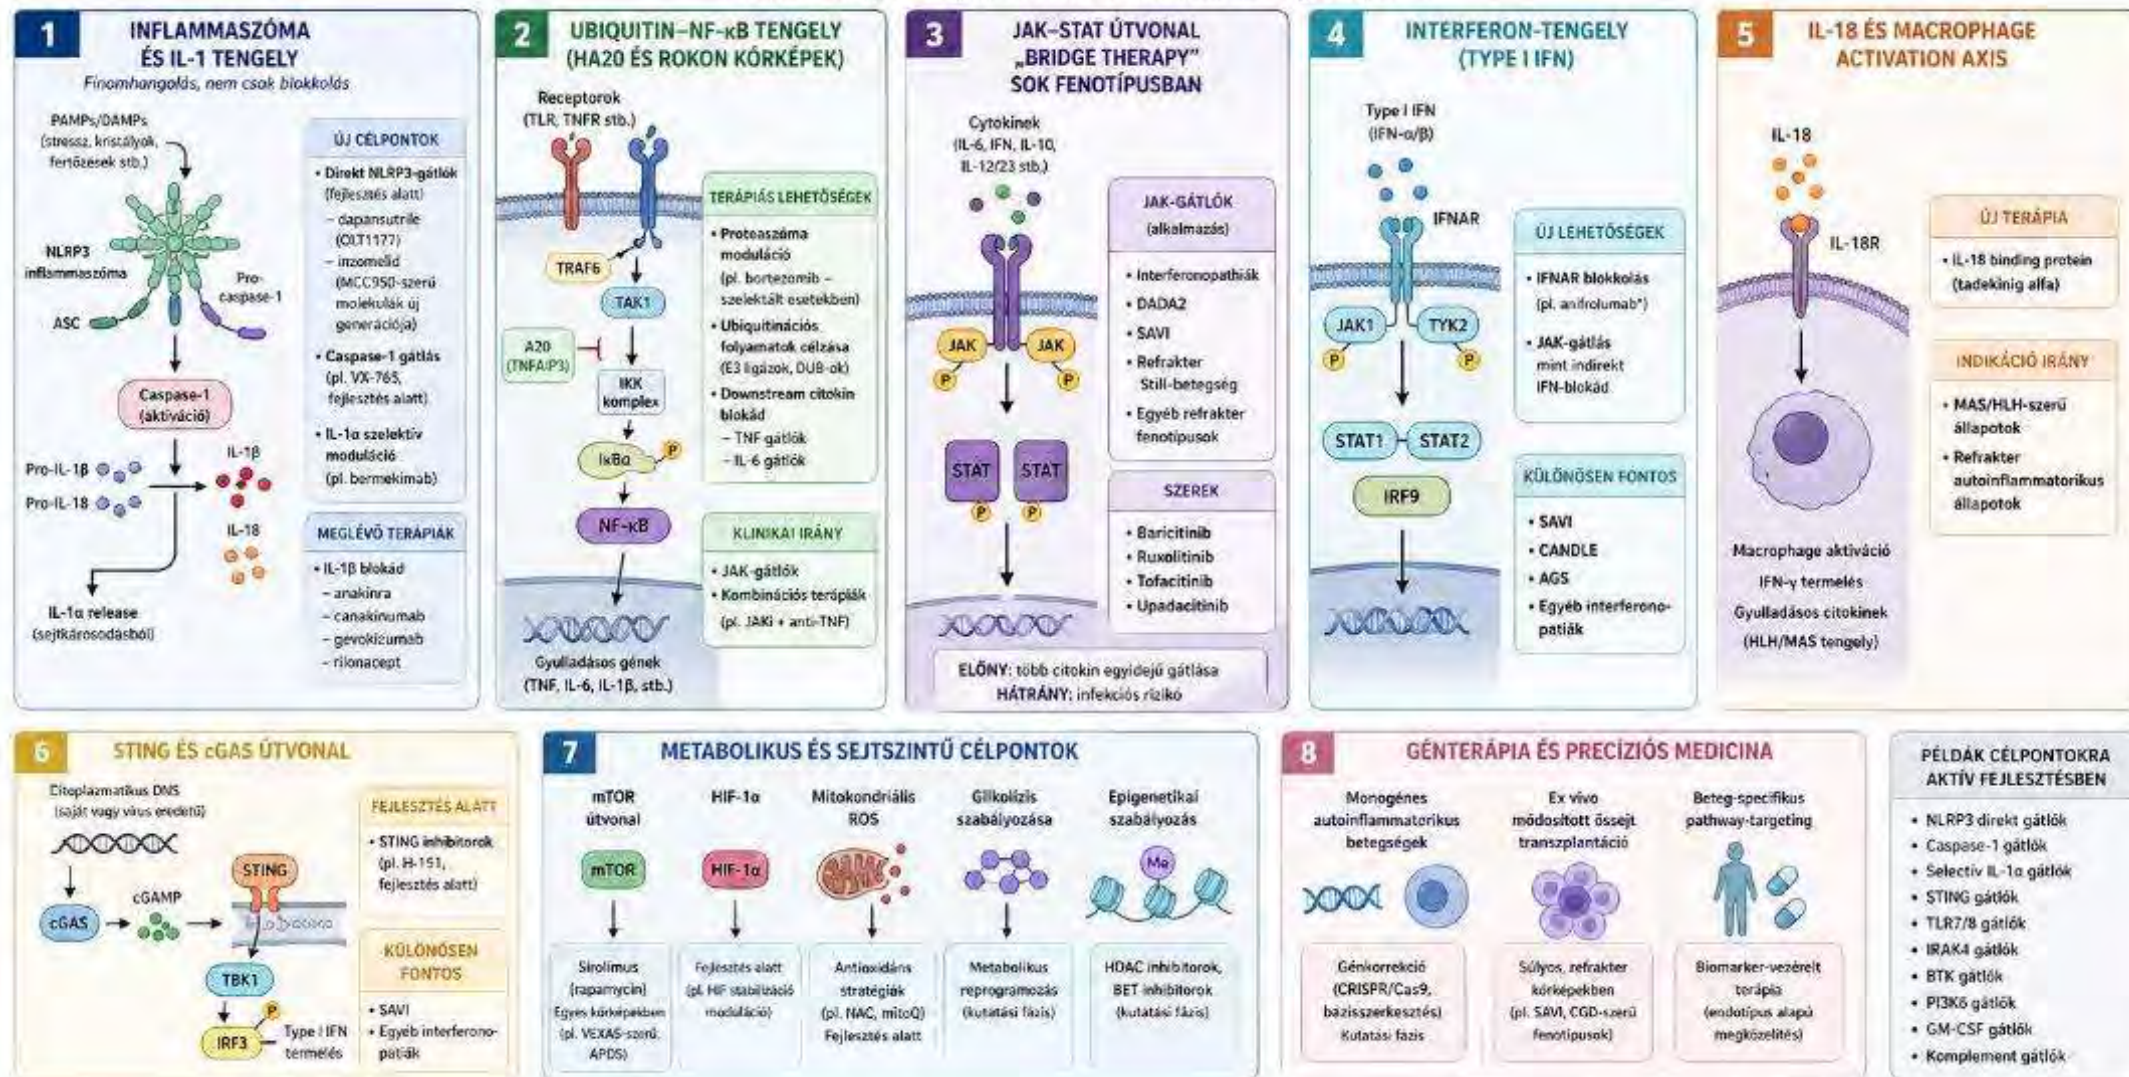 1
INFLAMMASZÓMA
ÉS IL-1 TENGELY
Finomhangolás, nem csak blokkolás
PAMPs/DAMPs
(stressz, kristályok,
fertőzések stb.)
NLRP3
inflammaszóma
Pro-
caspase-1
ASC
Caspase-1
(aktiváció)
Pro-IL-1β
Pro-IL-18
IL-1β
IL-18
IL-1α release
(sejtkárosodásból)
ÚJ CÉLPONTOK
• Direkt NLRP3-gátlók
(fejlesztés alatt)
– dapansutrile
(OLT1177)
– inzomelid
(MCC950-szerű
molekulák új
generációja)
• Caspase-1 gátlás
(pl. VX-765,
fejlesztés alatt)
• IL-1α szelektív
moduláció
(pl. bermekimab)
MEGLÉVŐ TERÁPIÁK
• IL-1β blokád
– anakinra
– canakinumab
– gevokizumab
– rilonacept
2
UBIQUITIN–NF-κB TENGELY
(HA20 ÉS ROKON KÓRKÉPEK)
Receptorok
(TLR, TNFR stb.)
TRAF6
TAK1
A20
(TNFAIP3)
IKK
komplex
IκBα
P
NF-κB
Gyulladásos gének
(TNF, IL-6, IL-1β, stb.)
TERÁPIÁS LEHETŐSÉGEK
• Proteaszóma
moduláció
(pl. bortezomib –
szelektált esetekben)
• Ubiquitinációs
folyamatok célzása
(E3 ligázok, DUB-ok)
• Downstream citokin
blokád
– TNF gátlók
– IL-6 gátlók
KLINIKAI IRÁNY
• JAK-gátlók
• Kombinációs terápiák
(pl. JAKi + anti-TNF)
3
JAK–STAT ÚTVONAL
„BRIDGE THERAPY”
SOK FENOTÍPUSBAN
Cytokinek
(IL-6, IFN, IL-10,
IL-12/23 stb.)
JAK
JAK
P
P
STAT
STAT
P
P
JAK-GÁTLÓK
(alkalmazás)
• Interferonopathiák
• DADA2
• SAVI
• Refrakter
Still-betegség
• Egyéb refrakter
fenotípusok
SZEREK
• Baricitinib
• Ruxolitinib
• Tofacitinib
• Upadacitinib
ELŐNY: több citokin egyidejű gátlása
HÁTRÁNY: infekciós rizikó
4
INTERFERON-TENGELY
(TYPE I IFN)
Type I IFN
(IFN-α/β)
IFNAR
JAK1
TYK2
P
P
STAT1
STAT2
IRF9
ÚJ LEHETŐSÉGEK
• IFNAR blokkolás
(pl. anifrolumab*)
• JAK-gátlás
mint indirekt
IFN-blokád
KÜLÖNÖSEN FONTOS
• SAVI
• CANDLE
• AGS
• Egyéb interferono-
patiák
5
IL-18 ÉS MACROPHAGE
ACTIVATION AXIS
IL-18
IL-18R
Macrophage aktiváció
IFN-γ termelés
Gyulladásos citokinek
(HLH/MAS tengely)
ÚJ TERÁPIA
• IL-18 binding protein
(tadekinig alfa)
INDIKÁCIÓ IRÁNY
• MAS/HLH-szerű
állapotok
• Refrakter
autoinflammatorikus
állapotok
6
STING ÉS cGAS ÚTVONAL
Citoplazmatikus DNS
(saját vagy vírus eredetű)
cGAS
cGAMP
STING
TBK1
P
IRF3
Type I IFN
termelés
FEJLESZTÉS ALATT
• STING inhibitorok
(pl. H-151,
fejlesztés alatt)
KÜLÖNÖSEN
FONTOS
• SAVI
• Egyéb interferono-
patiák
7
METABOLIKUS ÉS SEJTSZINTŰ CÉLPONTOK
mTOR
útvonal
mTOR
Sirolimus
(rapamycin)
Egyes kórképekben
(pl. VEXAS-szerű,
APDS)
HIF-1α
HIF-1α
Fejlesztés alatt
(pl. HIF stabilizáció
moduláció)
Mitokondriális
ROS
Antioxidáns
stratégiák
(pl. NAC, mitoQ)
Fejlesztés alatt
Glikolízis
szabályozása
Metabolikus
reprogramozás
(kutatási fázis)
Epigenetikai
szabályozás
Me
HDAC inhibitorok,
BET inhibitorok
(kutatási fázis)
8
GÉNTERÁPIA ÉS PRECÍZIÓS MEDICINA
Monogénes
autoinflammatorikus
betegségek
Génkorrekció
(CRISPR/Cas9,
bázisszerkesztés)
Kutatási fázis
Ex vivo
módosított őssejt
transzplantáció
Súlyos, refrakter
kórképekben
(pl. SAVI, CGD-szerű
fenotípusok)
Beteg-specifikus
pathway-targeting
Biomarker-vezérelt
terápia
(endotípus alapú
megközelítés)
PÉLDÁK CÉLPONTOKRA
AKTÍV FEJLESZTÉSBEN
• NLRP3 direkt gátlók
• Caspase-1 gátlók
• Selectív IL-1α gátlók
• STING gátlók
• TLR7/8 gátlók
• IRAK4 gátlók
• BTK gátlók
• PI3Kδ gátlók
• GM-CSF gátlók
• Komplement gátlók